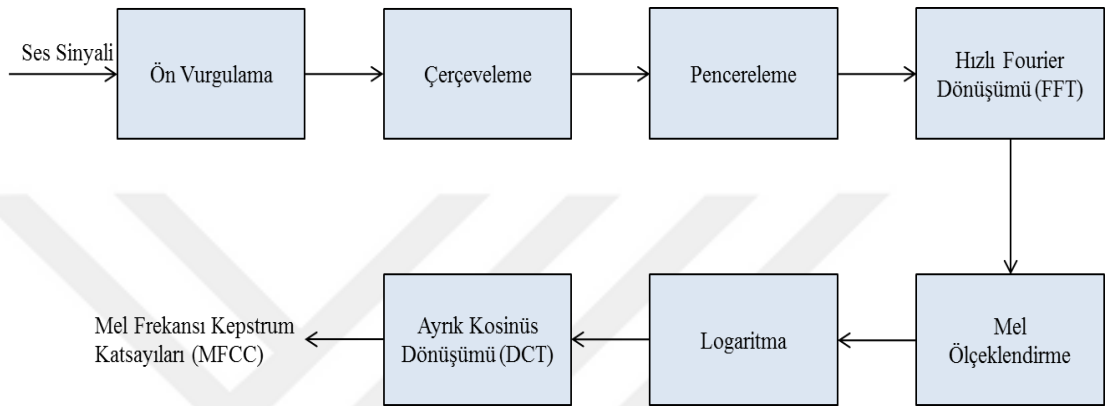 Ses Sinyali
Ön Vurgulama
Çerçeveleme
Pencereleme
Hızlı Fourier
Dönüşümü (FFT)
Mel
Ölçeklendirme
Logaritma
Ayrık Kosinüs
Dönüşümü (DCT)
Mel Frekansı Kepstrum
Katsayıları (MFCC)